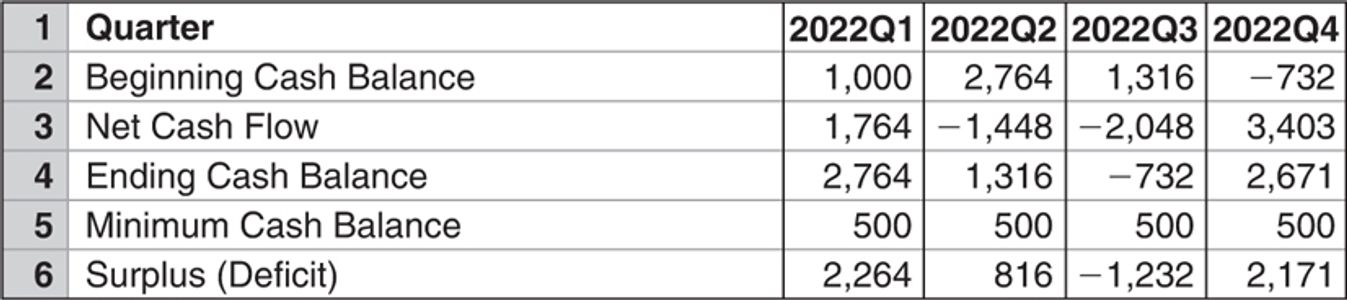 1 Quarter 2022Q1 2022Q2 2022Q3 2022Q4
2 Beginning Cash Balance 1,000 2,764 1,316 −732
3 Net Cash Flow 1,764 −1,448 −2,048 3,403
4 Ending Cash Balance 2,764 1,316 −732 2,671
5 Minimum Cash Balance 500 500 500 500
6 Surplus (Deficit) 2,264 816 −1,232 2,171